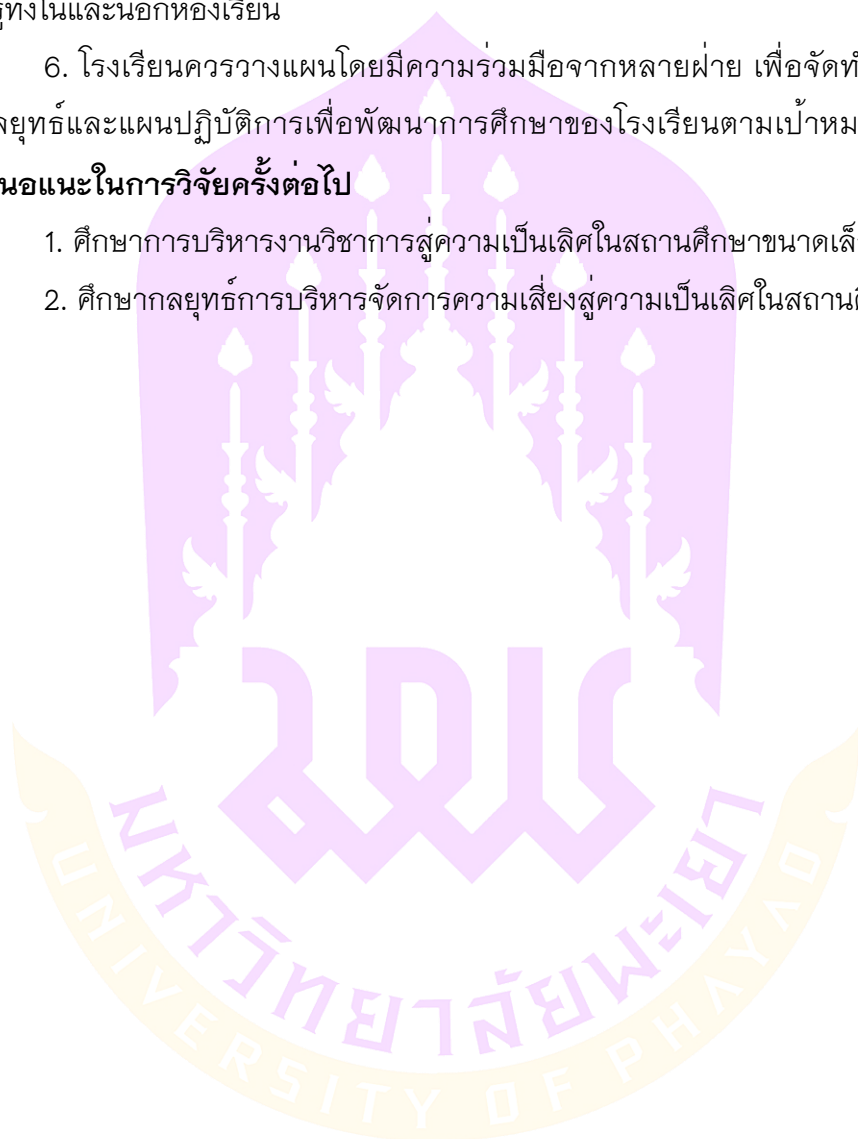 รู้ทั้งในและนอกห้องเรียน
6. โรงเรียนควรวางแผนโดยมีความร่วมมือจากหลายฝ่าย เพื่อจัดทำ
ลยุทธ์และแผนปฏิบัติการเพื่อพัฒนาการศึกษาของโรงเรียนตามเป้าหม
นอแนะในการวิจัยครั้งต่อไป
1. ศึกษาการบริหารงานวิชาการสู่ความเป็นเลิศในสถานศึกษาขนาดเล็
2. ศึกษากลยุทธ์การบริหารจัดการความเสี่ยงสู่ความเป็นเลิศในสถาน
มหาวิทยาลัยพะเยา
UNIVERSITY OF PHAYAO